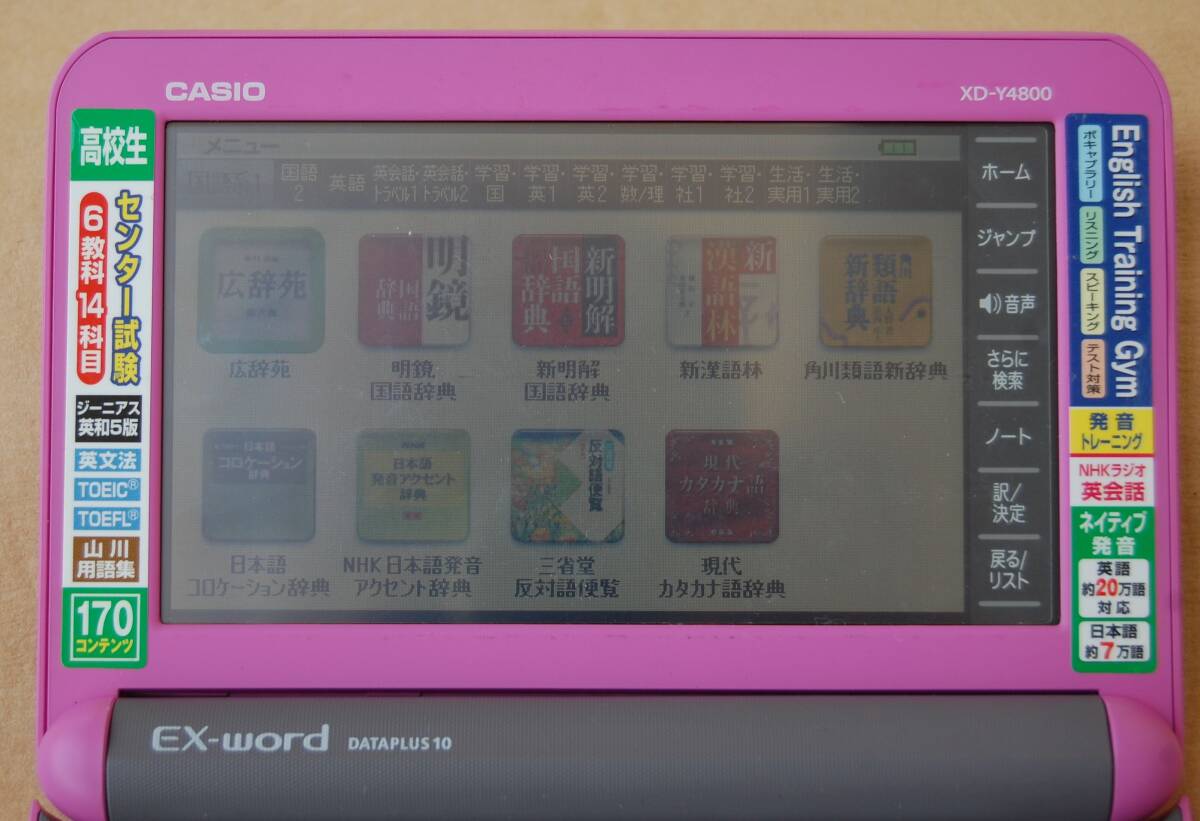 CASIO
XD-Y4800
高校生
センター試験
6教科14科目
ジーニアス
英和5版
英文法
TOEIC®
TOEFL®
山川
用語集
170
コンテンツ
メニュー
国語系1
国語
2
英語
英会話・
トラベル1
英会話・
トラベル2
学習・
国
学習・
英1
学習・
英2
学習・
数/理
学習・
社1
学習・
社2
生活・
実用1
生活・
実用2
広辞苑
広辞苑
明鏡
国語辞典
明鏡
国語辞典
新明解
国語辞典
新明解
国語辞典
新漢語林
新漢語林
角川
類語
新辞典
角川類語新辞典
日本語
コロケーション
辞典
日本語
コロケーション辞典
NHK
日本語
発音アクセント
辞典
NHK日本語発音
アクセント辞典
反対語便覧
三省堂
反対語便覧
現代
カタカナ語
辞典
現代
カタカナ語辞典
ホーム
ジャンプ
音声
さらに
検索
ノート
訳/
決定
戻る/
リスト
English Training Gym
ボキャブラリー
リスニング
スピーキング
テスト対策
発音
トレーニング
NHKラジオ
英会話
ネイティブ
発音
英語
約20万語
対応
日本語
約7万語
EX-word DATAPLUS 10